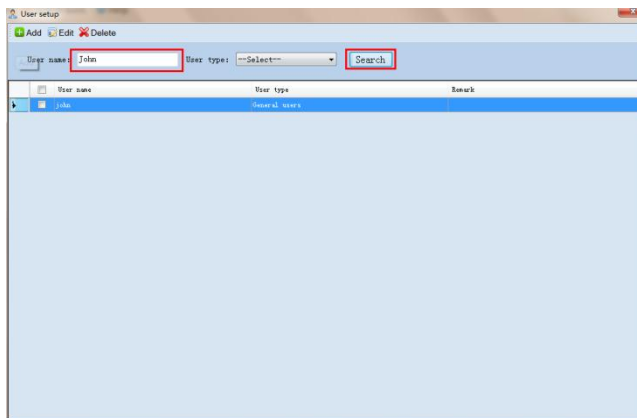 User setup
Add Edit Delete
User name: John User type: --Select-- Search
User name User type Remark
john General users